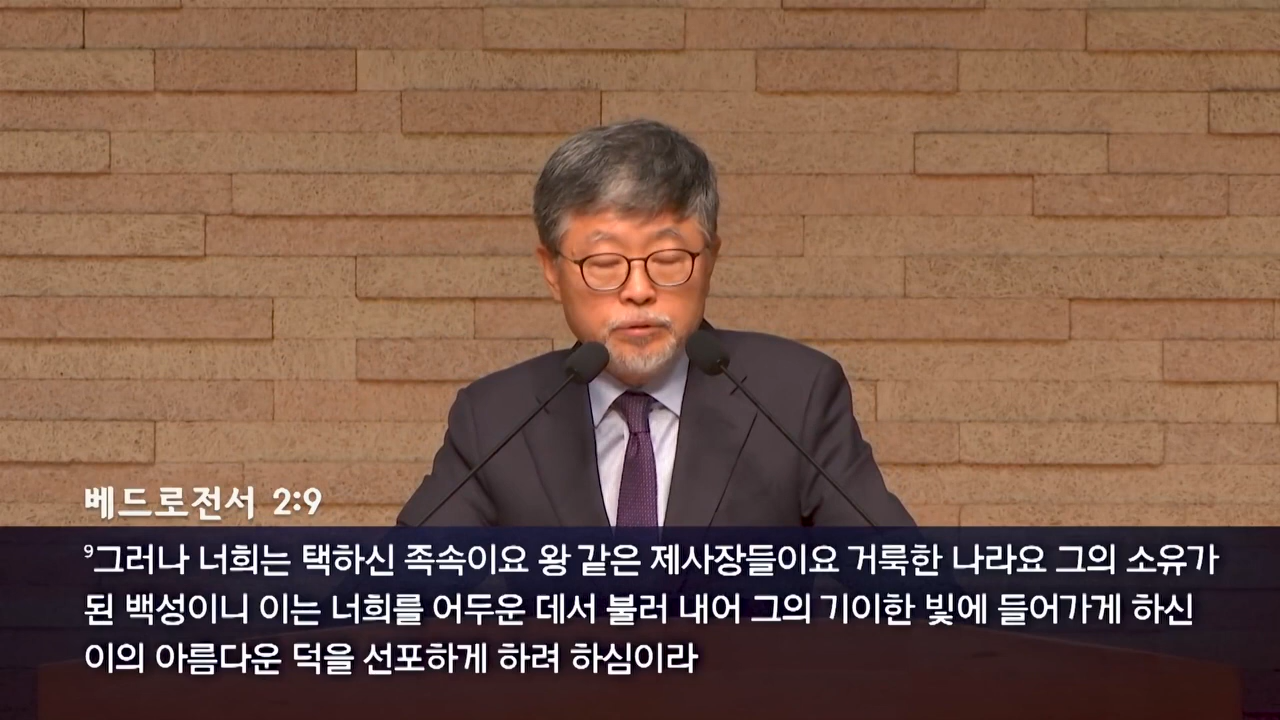 베드로전서 2:9
⁹그러나 너희는 택하신 족속이요 왕 같은 제사장들이요 거룩한 나라요 그의 소유가
된 백성이니 이는 너희를 어두운 데서 불러 내어 그의 기이한 빛에 들어가게 하신
이의 아름다운 덕을 선포하게 하려 하심이라